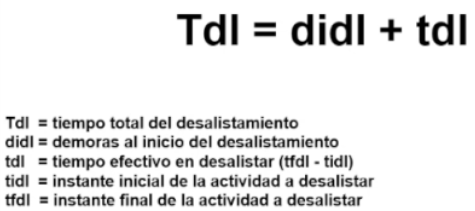 Tdl = didl + tdl
Tdl = tiempo total del desalistamiento
didl = demoras al inicio del desalistamiento
tdl = tiempo efectivo en desalistar (tfdl - tidl)
tidl = instante inicial de la actividad a desalistar
tfdl = instante final de la actividad a desalistar